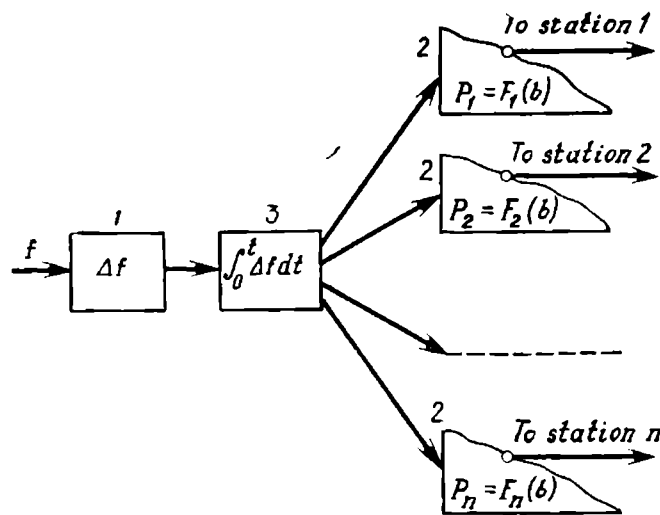 To station 1
2
P₁ = F₁(b)
To station 2
2
P₂ = F₂(b)
1
3
f
Δf
∫₀ᵗ Δf dt
2
To station n
Pₙ = Fₙ(b)